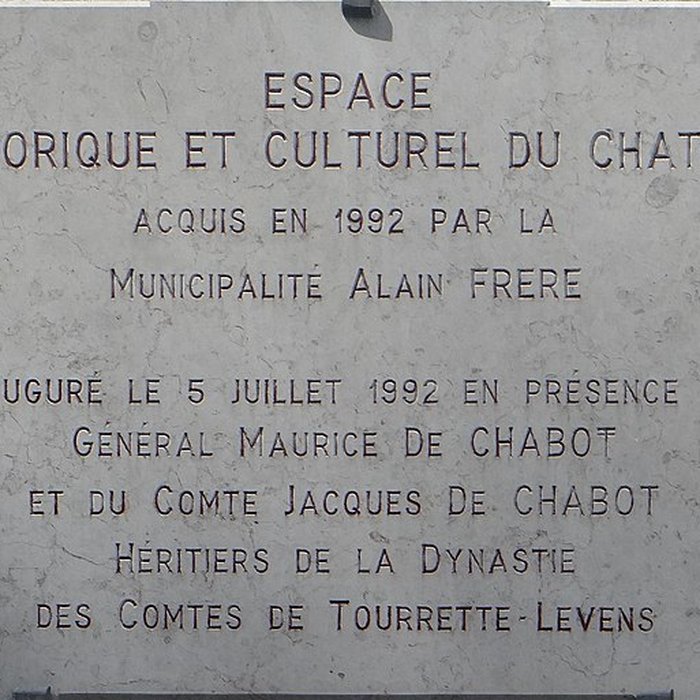 ESPACE
ORIQUE ET CULTUREL DU CHAT
ACQUIS EN 1992 PAR LA
MUNICIPALITÉ ALAIN FRERE
UGURÉ LE 5 JUILLET 1992 EN PRÉSENCE
GÉNÉRAL MAURICE DE CHABOT
ET DU COMTE JACQUES DE CHABOT
HÉRITIERS DE LA DYNASTIE
DES COMTES DE TOURRETTE-LEVENS